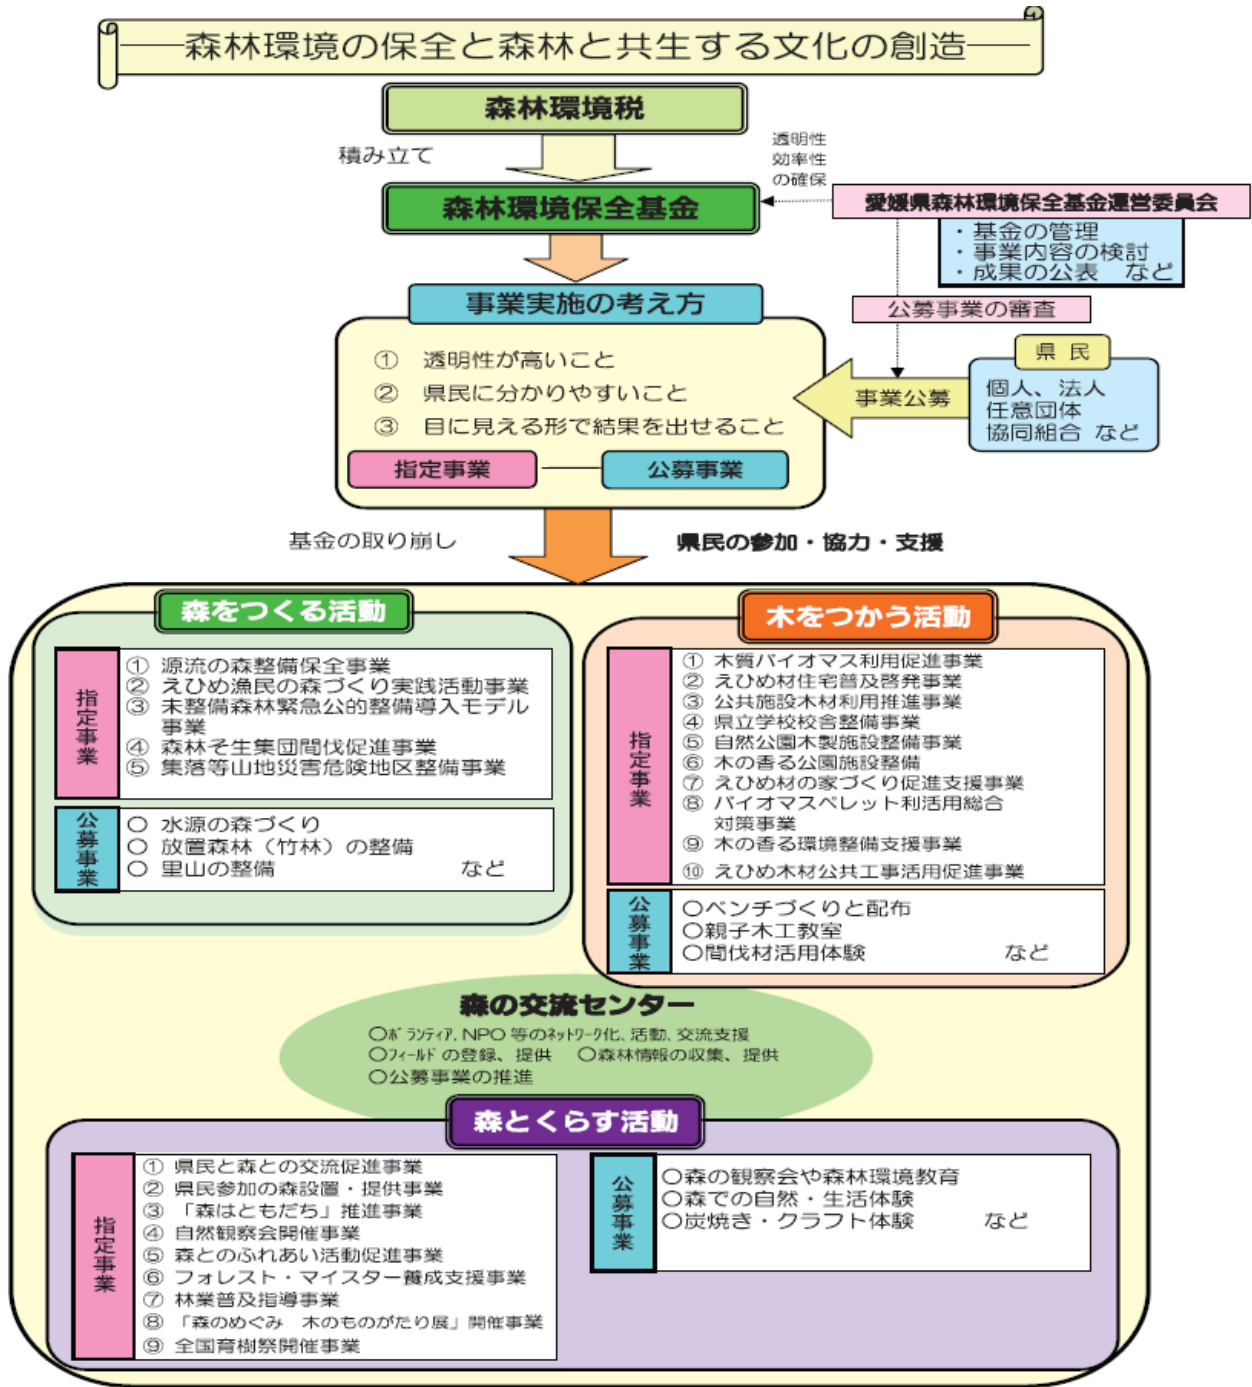 森林環境の保全と森林と共生する文化の創造
森林環境税
積み立て
透明性
効率性
の確保
森林環境保全基金
愛媛県森林環境保全基金運営委員会
・基金の管理
・事業内容の検討
・成果の公表 など
公募事業の審査
事業実施の考え方
① 透明性が高いこと
② 県民に分かりやすいこと
③ 目に見える形で結果を出せること
指定事業
公募事業
事業公募
県 民
個人、法人
任意団体
協同組合 など
基金の取り崩し
県民の参加・協力・支援
森をつくる活動
指定事業
① 源流の森整備保全事業
② えひめ漁民の森づくり実践活動事業
③ 未整備森林緊急公的整備導入モデル
事業
④ 森林そ生集団間伐促進事業
⑤ 集落等山地災害危険地区整備事業
公募事業
○ 水源の森づくり
○ 放置森林（竹林）の整備
○ 里山の整備 など
木をつかう活動
指定事業
① 木質バイオマス利用促進事業
② えひめ材住宅普及啓発事業
③ 公共施設木材利用推進事業
④ 県立学校校舎整備事業
⑤ 自然公園木製施設整備事業
⑥ 木の香る公園施設整備
⑦ えひめ材の家づくり促進支援事業
⑧ バイオマスペレット利活用総合
対策事業
⑨ 木の香る環境整備支援事業
⑩ えひめ木材公共工事活用促進事業
公募事業
○ベンチづくりと配布
○親子木工教室
○間伐材活用体験 など
森の交流センター
○ﾎﾞﾗﾝﾃｨｱ、NPO 等のﾈｯﾄﾜｰｸ化、活動、交流支援
○ﾌｨｰﾙﾄﾞの登録、提供 ○森林情報の収集、提供
○公募事業の推進
森とくらす活動
指定事業
① 県民と森との交流促進事業
② 県民参加の森設置・提供事業
③ 「森はともだち」推進事業
④ 自然観察会開催事業
⑤ 森とのふれあい活動促進事業
⑥ フォレスト・マイスター養成支援事業
⑦ 林業普及指導事業
⑧ 「森のめぐみ 木のものがたり展」開催事業
⑨ 全国育樹祭開催事業
公募事業
○森の観察会や森林環境教育
○森での自然・生活体験
○炭焼き・クラフト体験 など